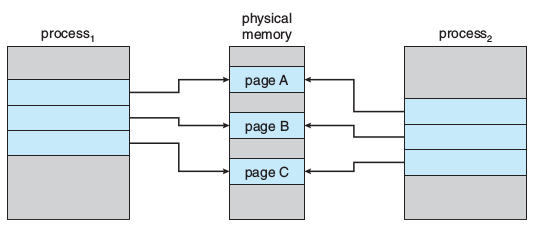 process₁
physical
memory
process₂
page A
page B
page C